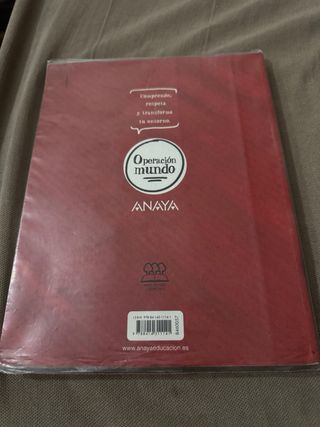 Comprende,
respeta
y transforma
tu entorno.
Operación
mundo
ANAYA
www.anayaeducacion.es